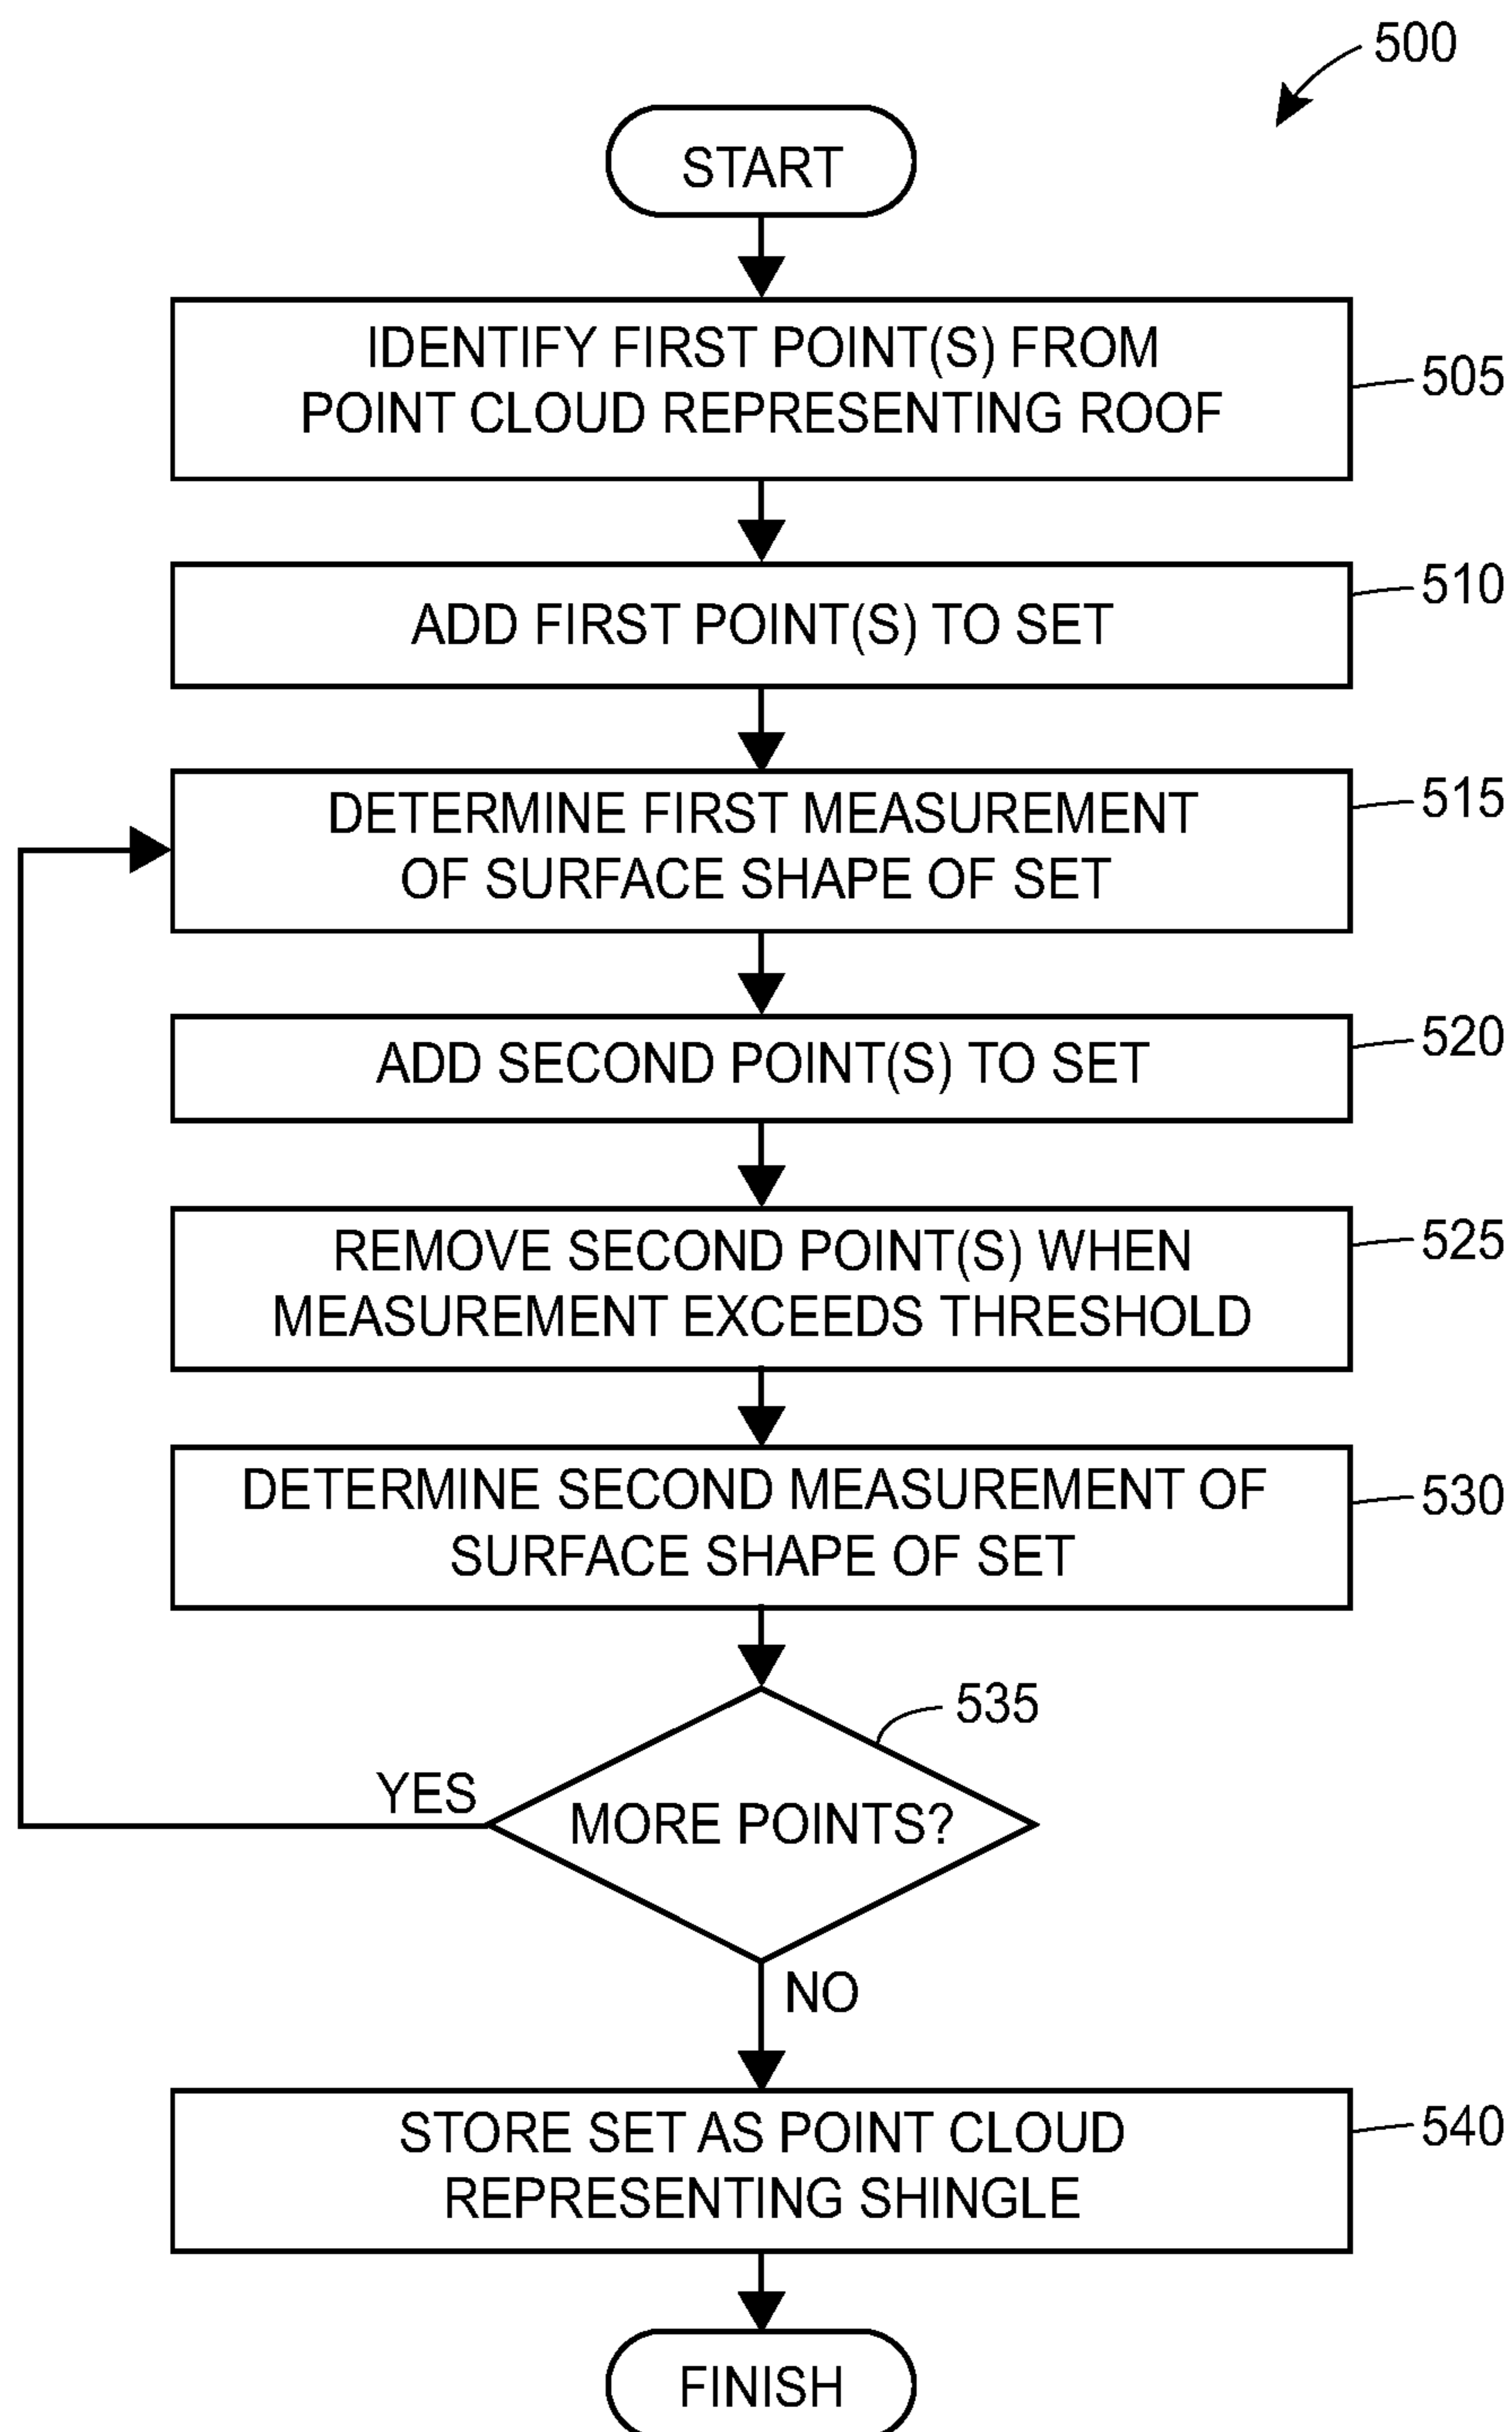 500
START
IDENTIFY FIRST POINT(S) FROM
POINT CLOUD REPRESENTING ROOF
505
ADD FIRST POINT(S) TO SET
510
DETERMINE FIRST MEASUREMENT
OF SURFACE SHAPE OF SET
515
ADD SECOND POINT(S) TO SET
520
REMOVE SECOND POINT(S) WHEN
MEASUREMENT EXCEEDS THRESHOLD
525
DETERMINE SECOND MEASUREMENT OF
SURFACE SHAPE OF SET
530
535
YES
MORE POINTS?
NO
STORE SET AS POINT CLOUD
REPRESENTING SHINGLE
540
FINISH